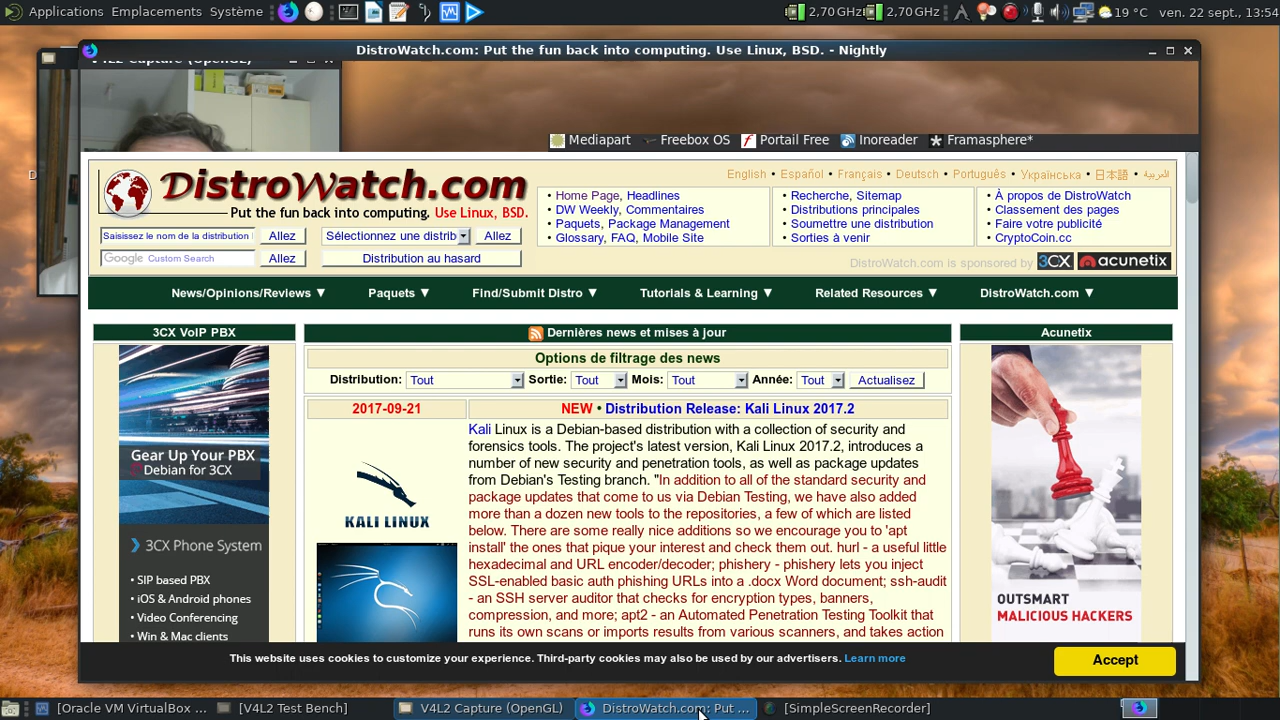 Applications Emplacements Système
2,70 GHz 2,70 GHz 19 °C ven. 22 sept., 13:54
DistroWatch.com: Put the fun back into computing. Use Linux, BSD. - Nightly
V4L2 Capture (OpenGL)
Mediapart Freebox OS Portail Free Inoreader Framasphere*
DistroWatch.com
Put the fun back into computing. Use Linux, BSD.
English • Español • Français • Deutsch • Português • Українська • 日本語 • العربية
• Home Page, Headlines
• DW Weekly, Commentaires
• Paquets, Package Management
• Glossary, FAQ, Mobile Site
• Recherche, Sitemap
• Distributions principales
• Soumettre une distribution
• Sorties à venir
• À propos de DistroWatch
• Classement des pages
• Faire votre publicité
• CryptoCoin.cc
Saisissez le nom de la distribution Allez Sélectionnez une distrib Allez
Google Custom Search Allez Distribution au hasard
DistroWatch.com is sponsored by 3CX acunetix
News/Opinions/Reviews ▼ Paquets ▼ Find/Submit Distro ▼ Tutorials & Learning ▼ Related Resources ▼ DistroWatch.com ▼
3CX VoIP PBX
Gear Up Your PBX
Debian for 3CX
3CX Phone System
• SIP based PBX
• iOS & Android phones
• Video Conferencing
• Win & Mac clients
Dernières news et mises à jour
Options de filtrage des news
Distribution: Tout Sortie: Tout Mois: Tout Année: Tout Actualisez
2017-09-21 NEW • Distribution Release: Kali Linux 2017.2
KALI LINUX
Kali Linux is a Debian-based distribution with a collection of security and
forensics tools. The project's latest version, Kali Linux 2017.2, introduces a
number of new security and penetration tools, as well as package updates
from Debian's Testing branch. "In addition to all of the standard security and
package updates that come to us via Debian Testing, we have also added
more than a dozen new tools to the repositories, a few of which are listed
below. There are some really nice additions so we encourage you to 'apt
install' the ones that pique your interest and check them out. hurl - a useful little
hexadecimal and URL encoder/decoder; phishery - phishery lets you inject
SSL-enabled basic auth phishing URLs into a .docx Word document; ssh-audit
- an SSH server auditor that checks for encryption types, banners,
compression, and more; apt2 - an Automated Penetration Testing Toolkit that
runs its own scans or imports results from various scanners, and takes action
Acunetix
OUTSMART
MALICIOUS HACKERS
This website uses cookies to customize your experience. Third-party cookies may also be used by our advertisers. Learn more
Accept
[Oracle VM VirtualBox ... [V4L2 Test Bench] V4L2 Capture (OpenGL) DistroWatch.com: Put ... [SimpleScreenRecorder]